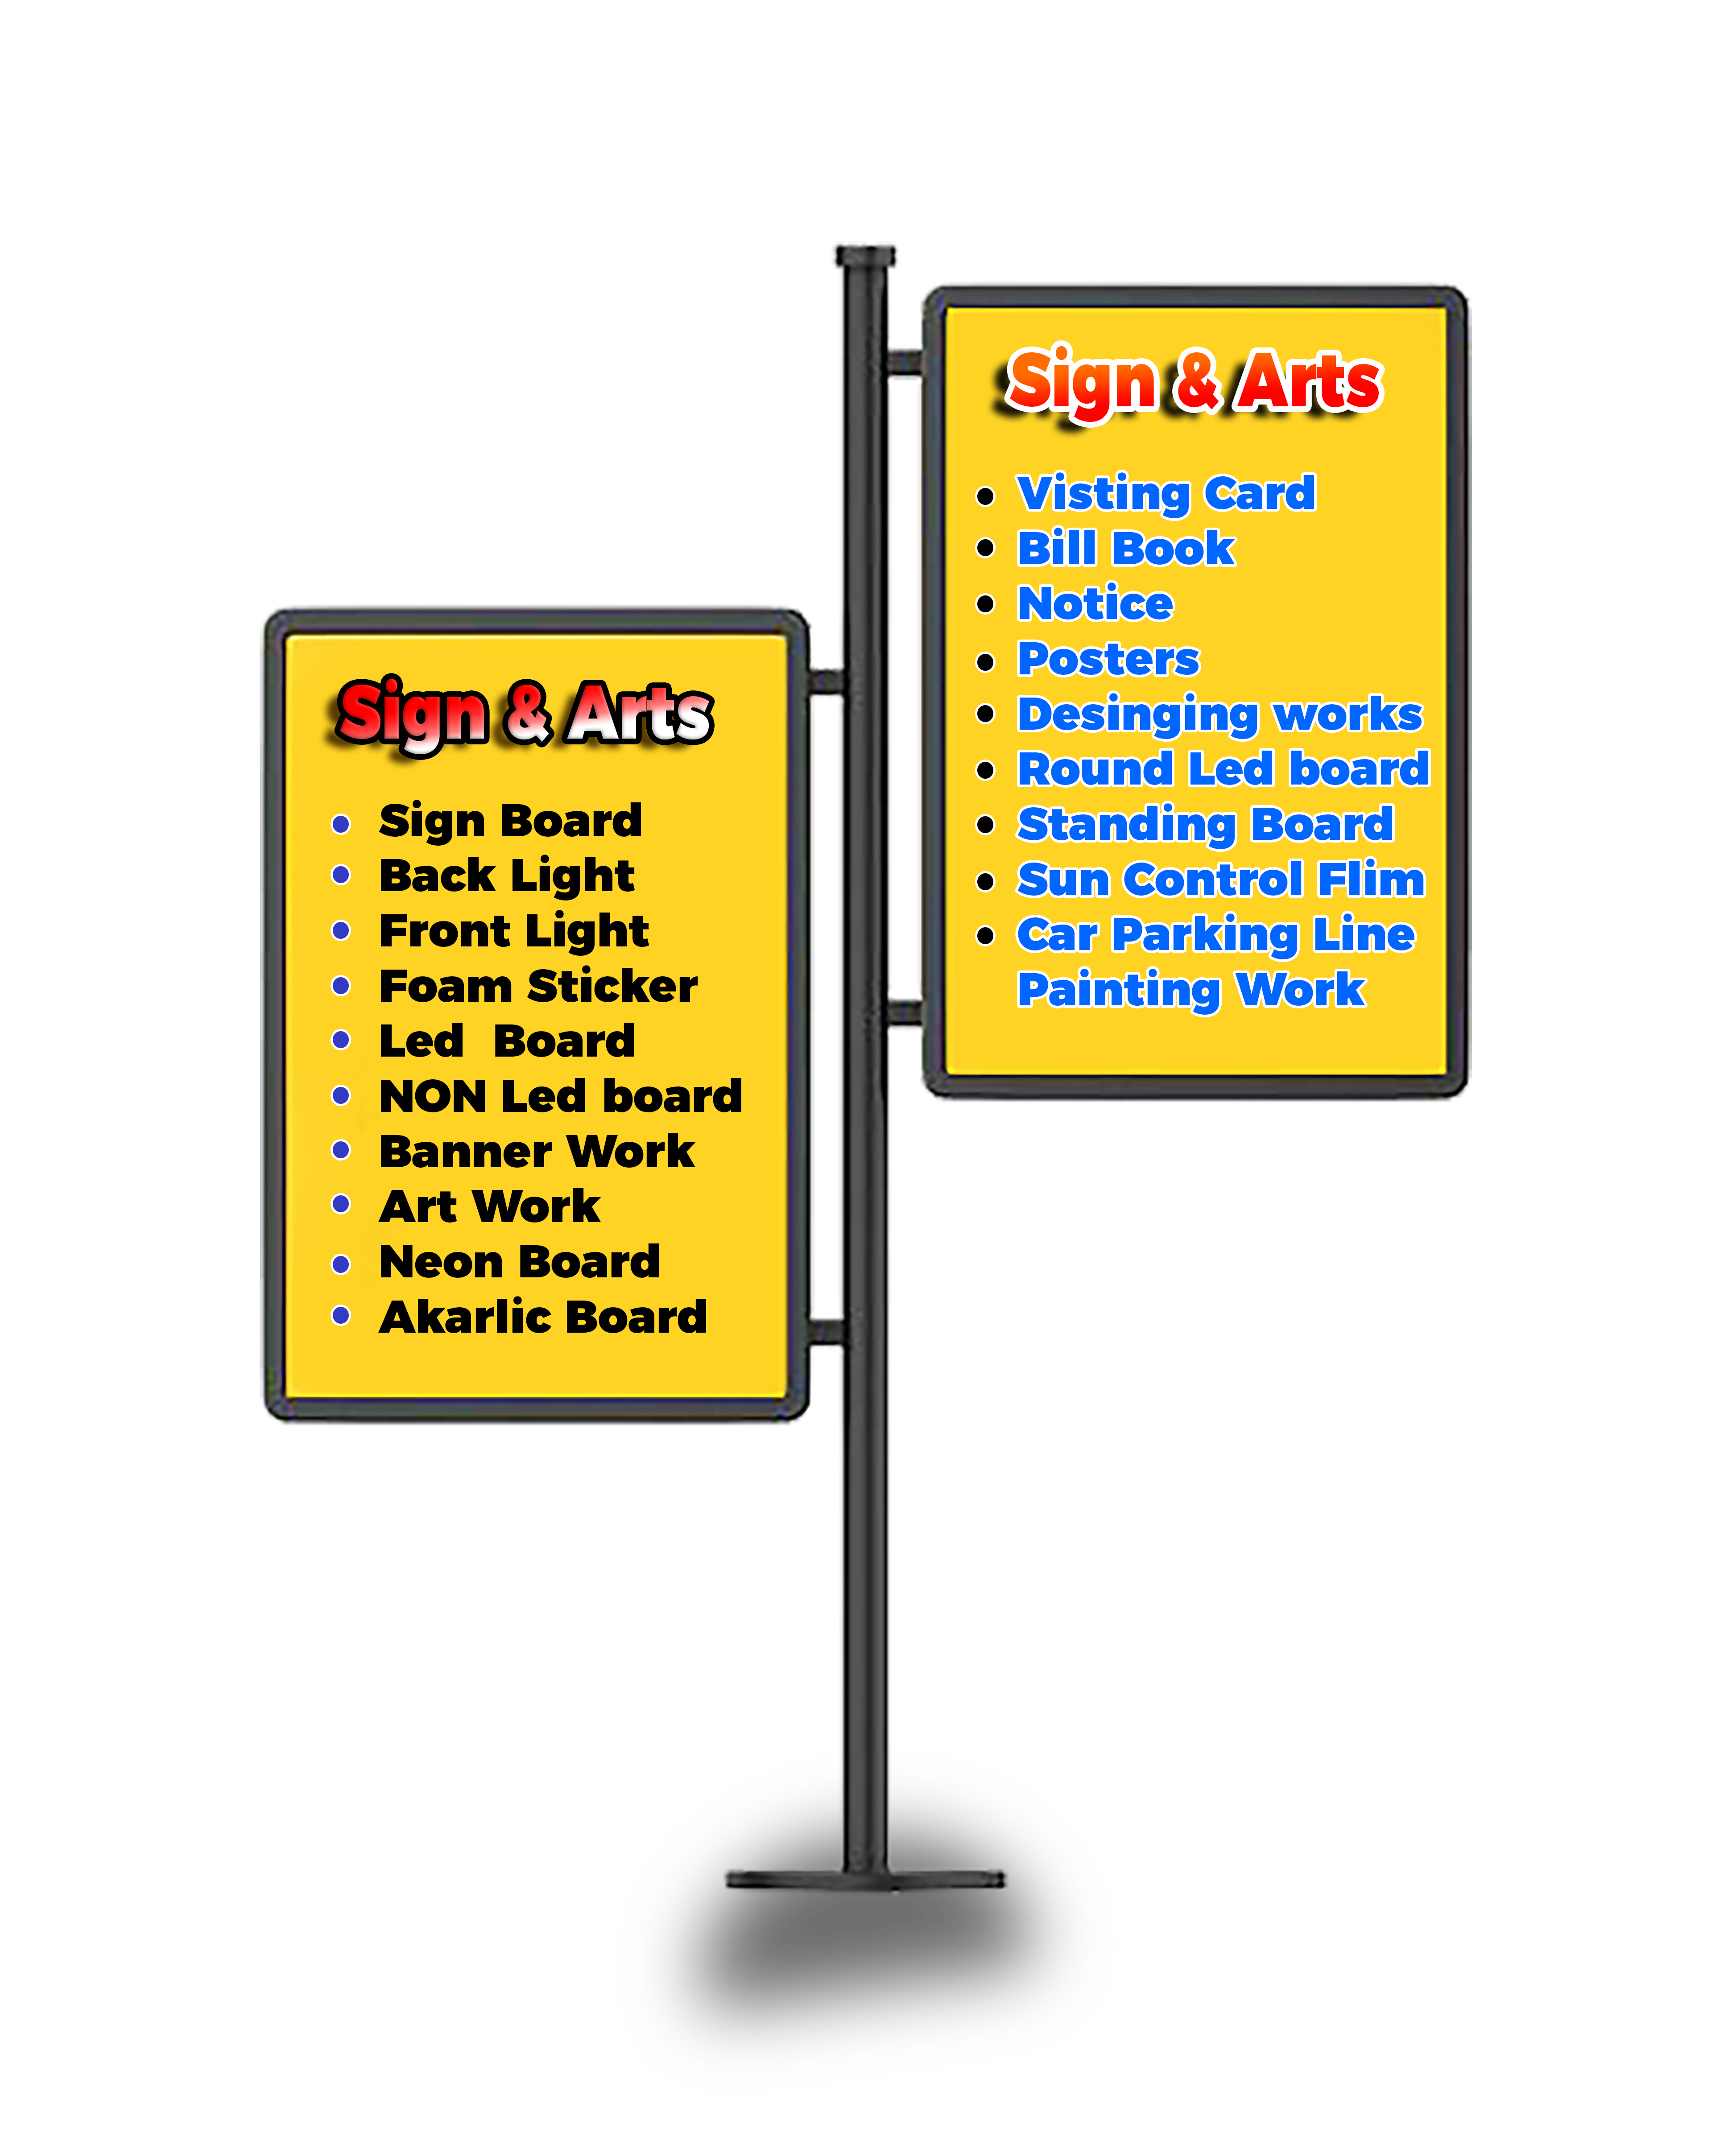 Sign & Arts
Sign Board
Back Light
Front Light
Foam Sticker
Led Board
NON Led board
Banner Work
Art Work
Neon Board
Akarlic Board
Sign & Arts
Visting Card
Bill Book
Notice
Posters
Desinging works
Round Led board
Standing Board
Sun Control Flim
Car Parking Line
Painting Work